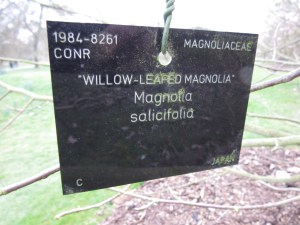 1984-8261 MAGNOLIACEAE
CONR
"WILLOW-LEAFED MAGNOLIA"
Magnolia
salicifolia
JAPAN
C